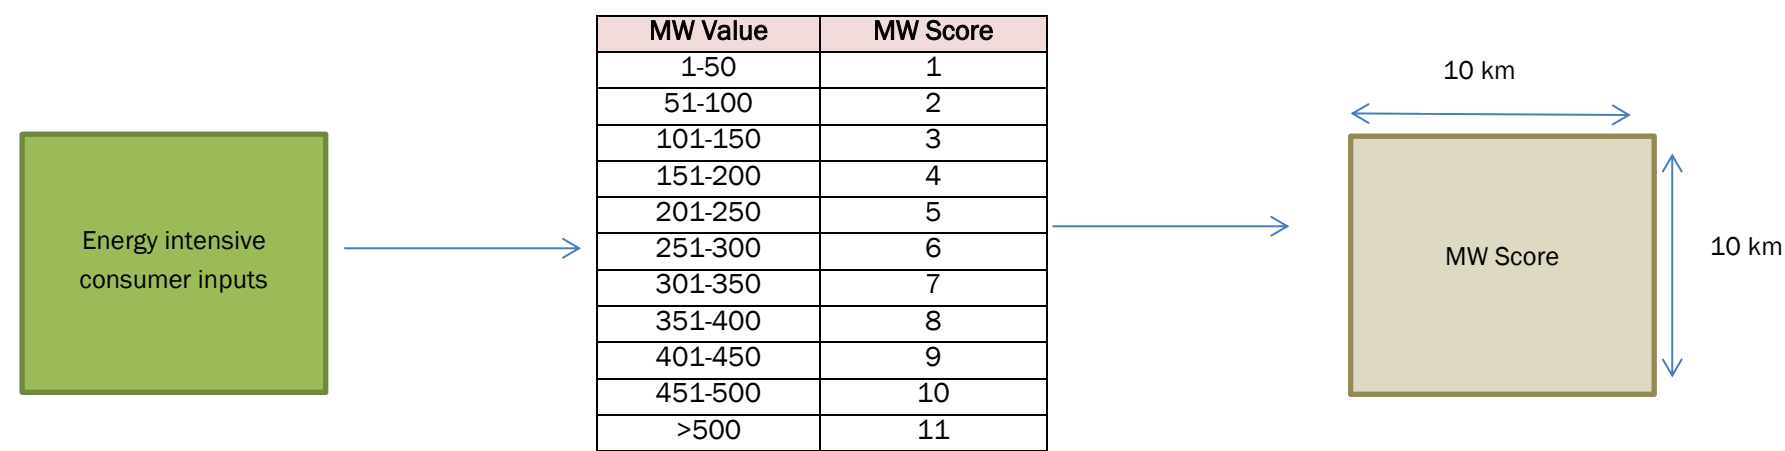 Energy intensive
consumer inputs
MW Value MW Score
1-50 1
51-100 2
101-150 3
151-200 4
201-250 5
251-300 6
301-350 7
351-400 8
401-450 9
451-500 10
>500 11
10 km
MW Score
10 km